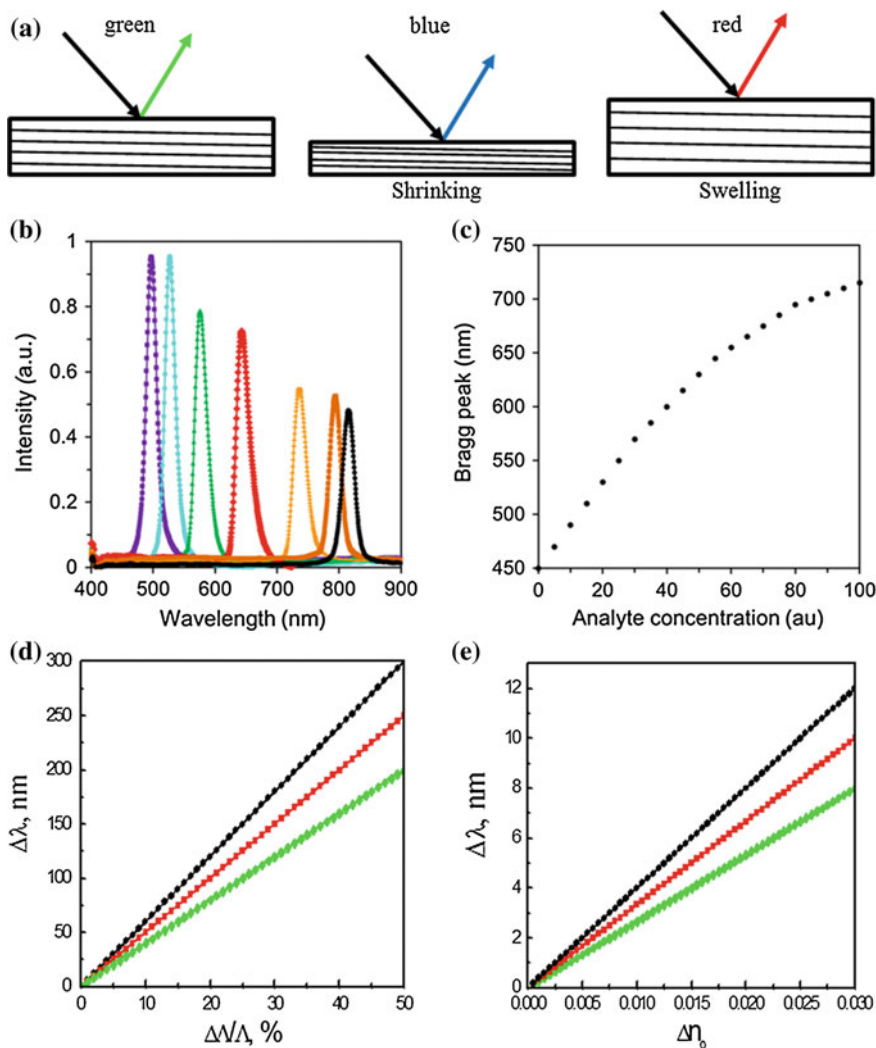 (a)
green
blue
red
Shrinking
Swelling
(b)
(c)
1
0.8
0.6
0.4
0.2
0
Intensity (a.u.)
400 500 600 700 800 900
Wavelength (nm)
750
700
650
600
550
500
450
Bragg peak (nm)
0 20 40 60 80 100
Analyte concentration (au)
(d)
(e)
300
250
200
150
100
50
0
Δλ, nm
0 10 20 30 40 50
ΔΛ/Λ, %
12
10
8
6
4
2
0
Δλ, nm
0.000 0.005 0.010 0.015 0.020 0.025 0.030
Δη₀